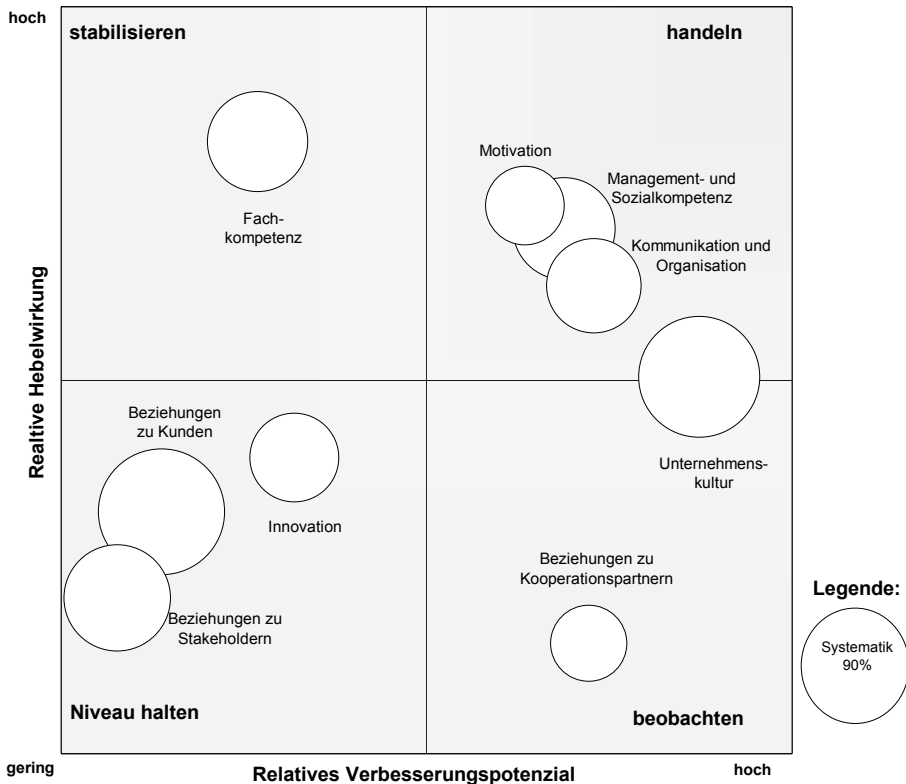 hoch
stabilisieren
handeln
Motivation
Management- und
Sozialkompetenz
Fach-
kompetenz
Kommunikation und
Organisation
Realtive Hebelwirkung
Beziehungen
zu Kunden
Innovation
Unternehmens-
kultur
Beziehungen zu
Stakeholdern
Beziehungen zu
Kooperationspartnern
Legende:
Systematik
90%
Niveau halten
beobachten
gering
Relatives Verbesserungspotenzial
hoch